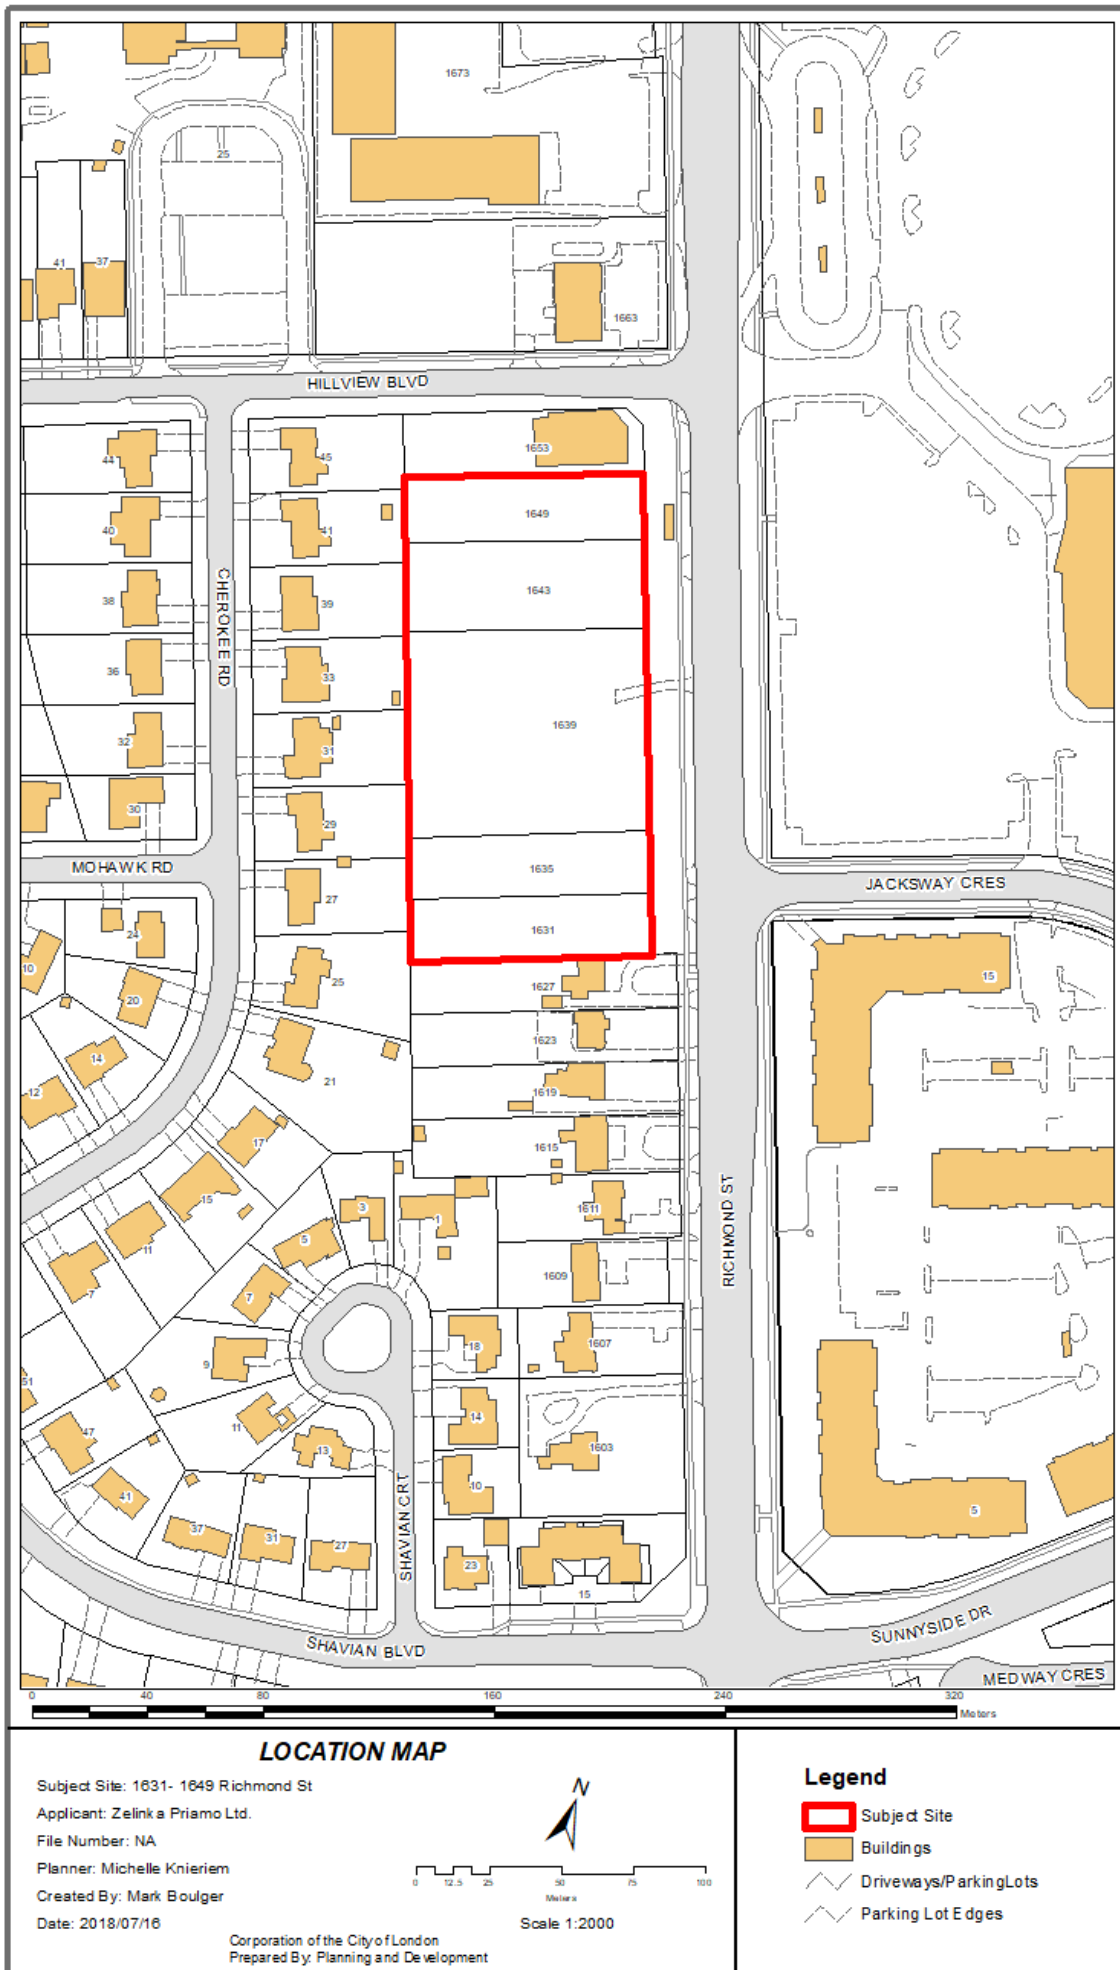 1673
25
41
37
1663
HILLVIEW BLVD
1653
44
45
1649
40
41
1643
CHEROKEE RD
38
39
36
33
1639
32
31
30
29
MOHAWK RD
1635
JACKSWAY CRES
27
24
1631
10
25
1627
15
20
1623
14
21
12
1619
17
1615
15
3
1
1611
RICHMOND ST
11
5
1609
7
7
18
1607
9
51
11
14
47
13
1603
41
10
5
37
31
27
SHAVIAN CRT
23
15
SHAVIAN BLVD
SUNNYSIDE DR
MEDWAY CRES
0 40 80 160 240 320
Meters
LOCATION MAP
Subject Site: 1631- 1649 Richmond St
Applicant: Zelinka Priamo Ltd.
File Number: NA
Planner: Michelle Knieriem
Created By: Mark Boulger
Date: 2018/07/16
N
0 12.5 25 50 75 100
Meters
Scale 1:2000
Corporation of the City of London
Prepared By: Planning and Development
Legend
Subject Site
Buildings
Driveways/ParkingLots
Parking Lot Edges